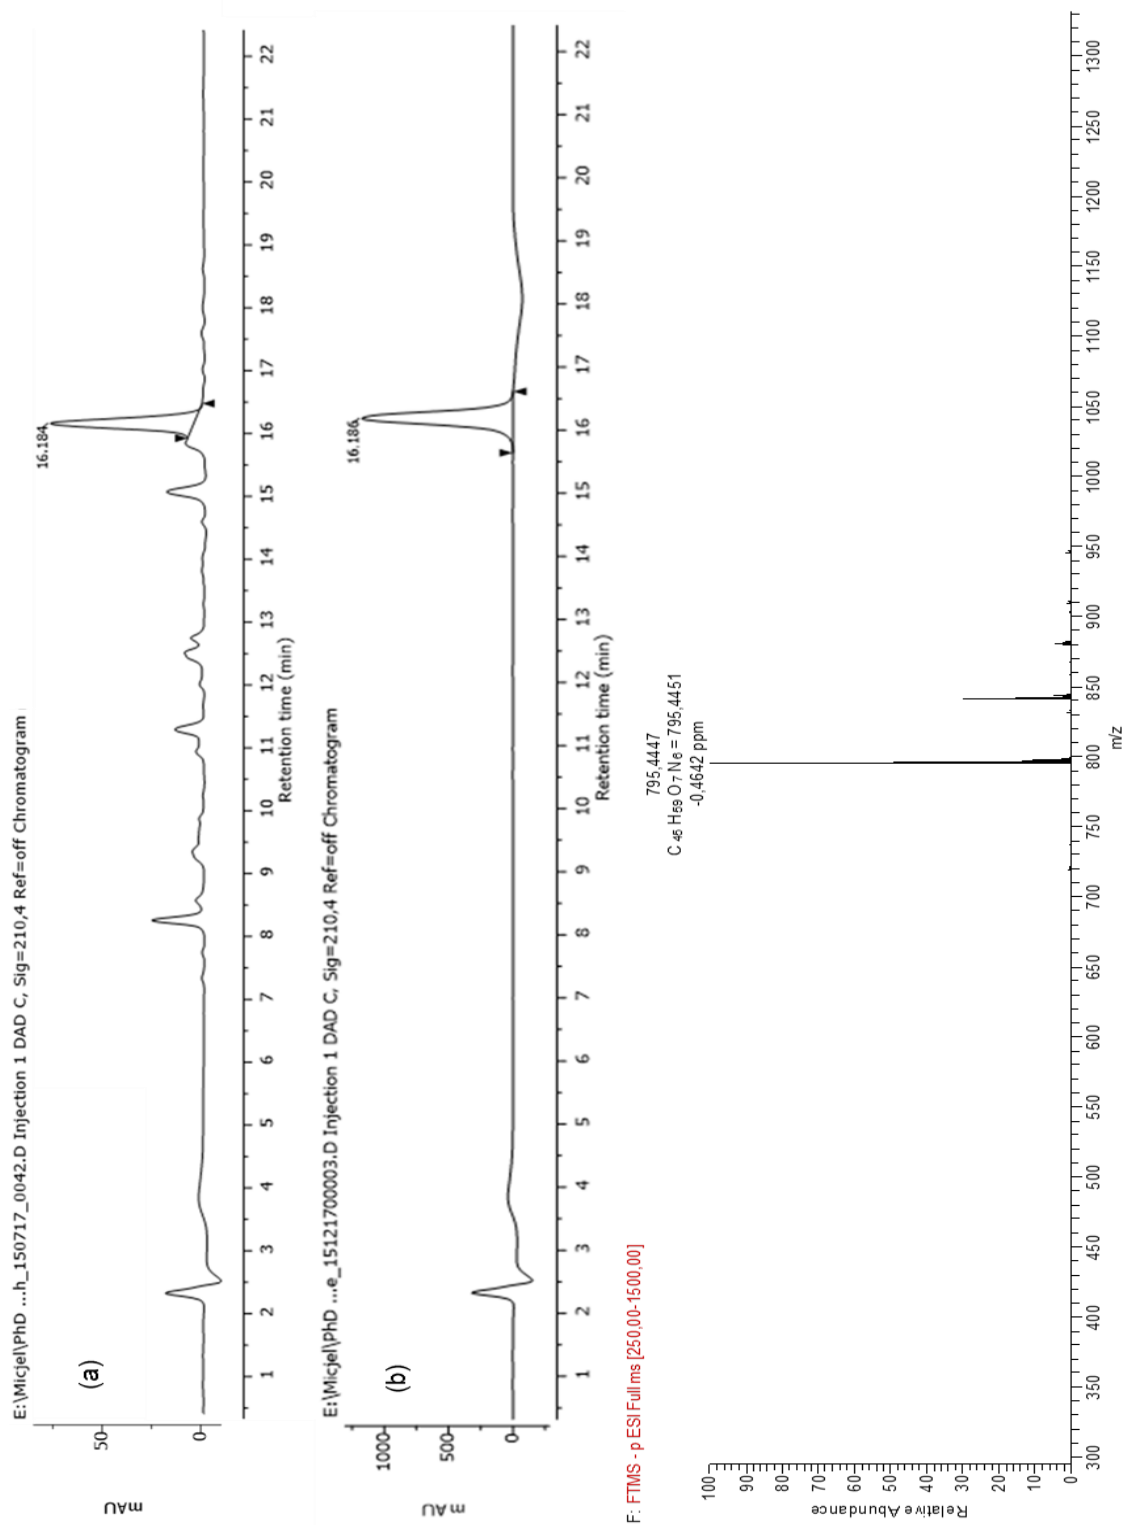 E:\Micjel\PhD ...h_150717_0042.D Injection 1 DAD C, Sig=210,4 Ref=off Chromatogram
(a)
mAU
50
0
16.184
1 2 3 4 5 6 7 8 9 10 11 12 13 14 15 16 17 18 19 20 21 22
Retention time (min)
E:\Micjel\PhD ...e_15121700003.D Injection 1 DAD C, Sig=210,4 Ref=off Chromatogram
(b)
mAU
1000
500
0
16.186
1 2 3 4 5 6 7 8 9 10 11 12 13 14 15 16 17 18 19 20 21 22
Retention time (min)
F: FTMS - p ESI Full ms [250,00-1500,00]
795,4447
C 45 H 59 O 7 N 6 = 795,4451
-0,4642 ppm
Relative Abundance
100
90
80
70
60
50
40
30
20
10
0
300 350 400 450 500 550 600 650 700 750 800 850 900 950 1000 1050 1100 1150 1200 1250 1300
m/z